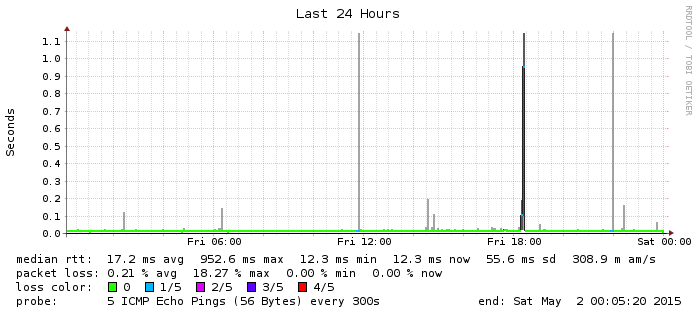 Last 24 Hours
RRDTOOL / TOBI OETIKER
Seconds
1.1
1.0
0.9
0.8
0.7
0.6
0.5
0.4
0.3
0.2
0.1
0.0
Fri 06:00 Fri 12:00 Fri 18:00 Sat 00:00
median rtt: 17.2 ms avg 952.6 ms max 12.3 ms min 12.3 ms now 55.6 ms sd 308.9 m am/s
packet loss: 0.21 % avg 18.27 % max 0.00 % min 0.00 % now
loss color: 0 1/5 2/5 3/5 4/5
probe: 5 ICMP Echo Pings (56 Bytes) every 300s end: Sat May 2 00:05:20 2015